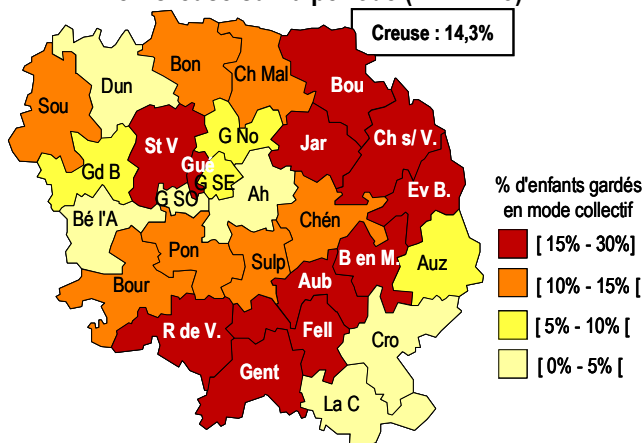 Creuse : 14,3%
Bon
Ch Mal
Dun
Bou
Sou
St V
G No
Jar
Ch s/ V.
Gue
Gd B
G SE
Ev B.
G SO
Ah
Bé l'A
Chén
Pon
B en M.
Sulp
Auz
Bour
Aub
R de V.
Fell
Cro
Gent
La C
% d'enfants gardés
en mode collectif
[ 15% - 30%]
[ 10% - 15% [
[ 5% - 10% [
[ 0% - 5% [